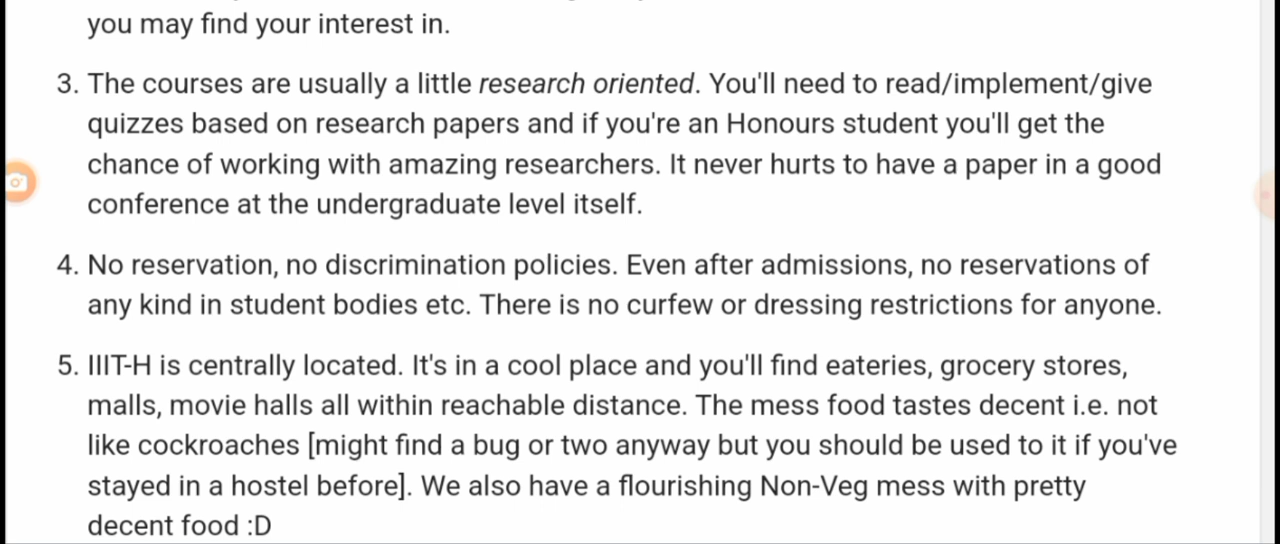 you may find your interest in.
3. The courses are usually a little research oriented. You'll need to read/implement/give
quizzes based on research papers and if you're an Honours student you'll get the
chance of working with amazing researchers. It never hurts to have a paper in a good
conference at the undergraduate level itself.
4. No reservation, no discrimination policies. Even after admissions, no reservations of
any kind in student bodies etc. There is no curfew or dressing restrictions for anyone.
5. IIIT-H is centrally located. It's in a cool place and you'll find eateries, grocery stores,
malls, movie halls all within reachable distance. The mess food tastes decent i.e. not
like cockroaches [might find a bug or two anyway but you should be used to it if you've
stayed in a hostel before]. We also have a flourishing Non-Veg mess with pretty
decent food :D